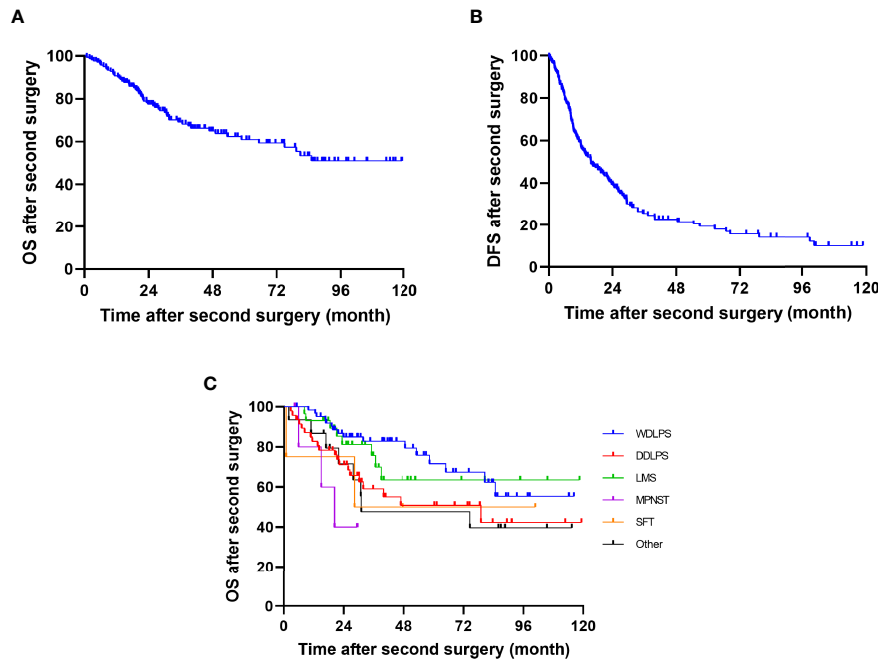 A
OS after second surgery
100
80
60
40
20
0
0 24 48 72 96 120
Time after second surgery (month)
B
DFS after second surgery
100
80
60
40
20
0
0 24 48 72 96 120
Time after second surgery (month)
C
OS after second surgery
100
80
60
40
20
0
0 24 48 72 96 120
Time after second surgery (month)
WDLPS
DDLPS
LMS
MPNST
SFT
Other